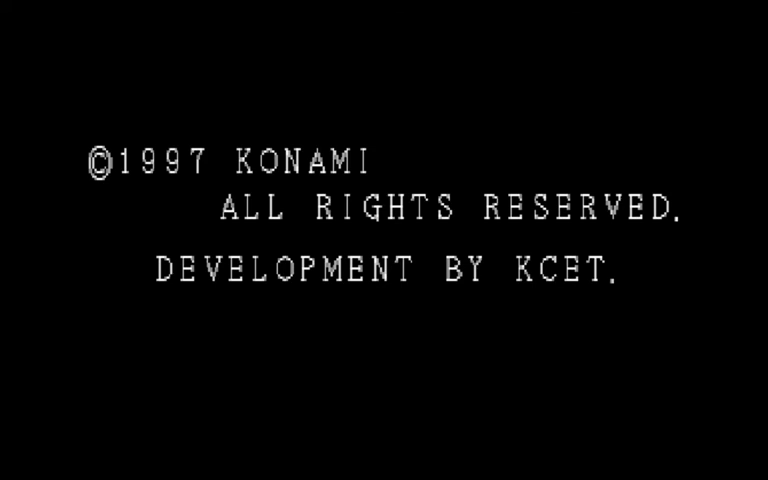 ©1997 KONAMI
ALL RIGHTS RESERVED.
DEVELOPMENT BY KCET.